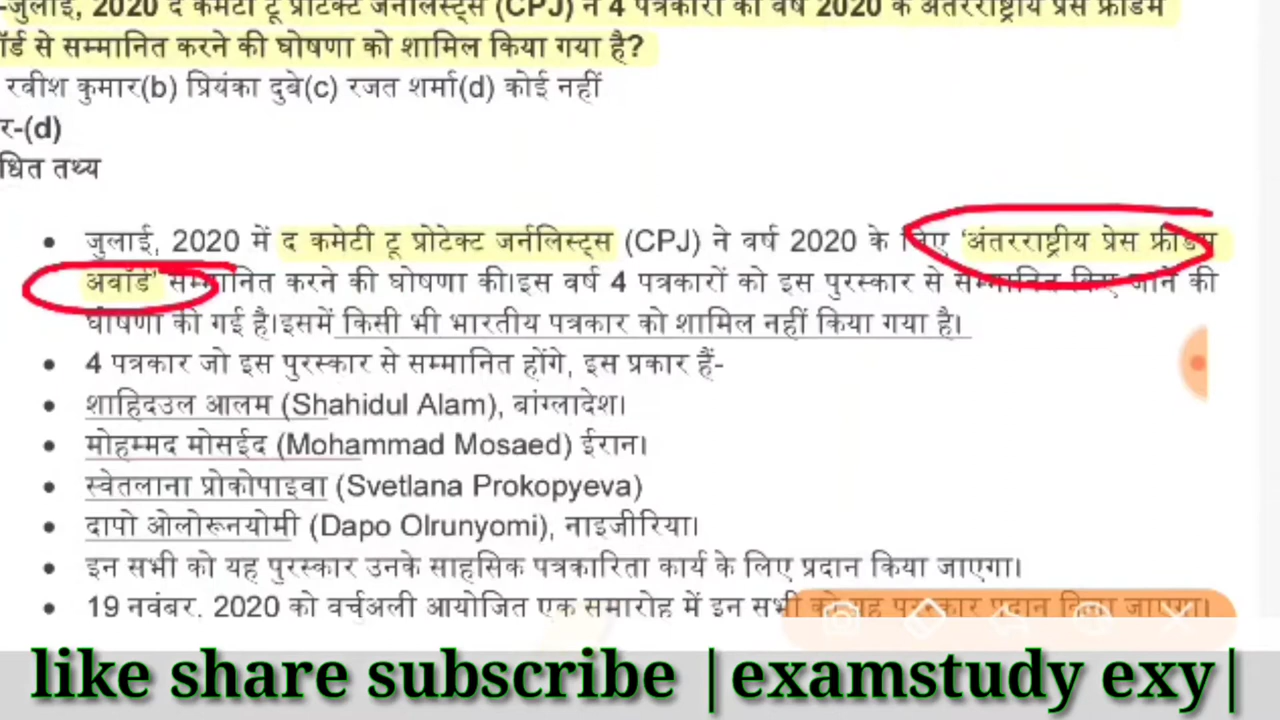 -जुलाई, 2020 द कमेटी टू प्रोटेक्ट जर्नलिस्ट्स (CPJ) ने 4 पत्रकारों को वर्ष 2020 के अंतरराष्ट्रीय प्रेस फ्रीडम
ॉर्ड से सम्मानित करने की घोषणा को शामिल किया गया है?
रवीश कुमार(b) प्रियंका दुबे(c) रजत शर्मा(d) कोई नहीं
र-(d)
धित तथ्य
• जुलाई, 2020 में द कमेटी टू प्रोटेक्ट जर्नलिस्ट्स (CPJ) ने वर्ष 2020 के लिए 'अंतरराष्ट्रीय प्रेस फ्रीडम
अवॉर्ड' सम्मानित करने की घोषणा की।इस वर्ष 4 पत्रकारों को इस पुरस्कार से सम्मानित किए जाने की
घोषणा की गई है।इसमें किसी भी भारतीय पत्रकार को शामिल नहीं किया गया है।
• 4 पत्रकार जो इस पुरस्कार से सम्मानित होंगे, इस प्रकार हैं-
• शाहिदउल आलम (Shahidul Alam), बांग्लादेश।
• मोहम्मद मोसईद (Mohammad Mosaed) ईरान।
• स्वेतलाना प्रोकोपाइवा (Svetlana Prokopyeva)
• दापो ओलोरूनयोमी (Dapo Olrunyomi), नाइजीरिया।
• इन सभी को यह पुरस्कार उनके साहसिक पत्रकारिता कार्य के लिए प्रदान किया जाएगा।
• 19 नवंबर, 2020 को वर्चुअली आयोजित एक समारोह में इन सभी को यह पुरस्कार प्रदान किया जाएगा।
like share subscribe |examstudy exy|